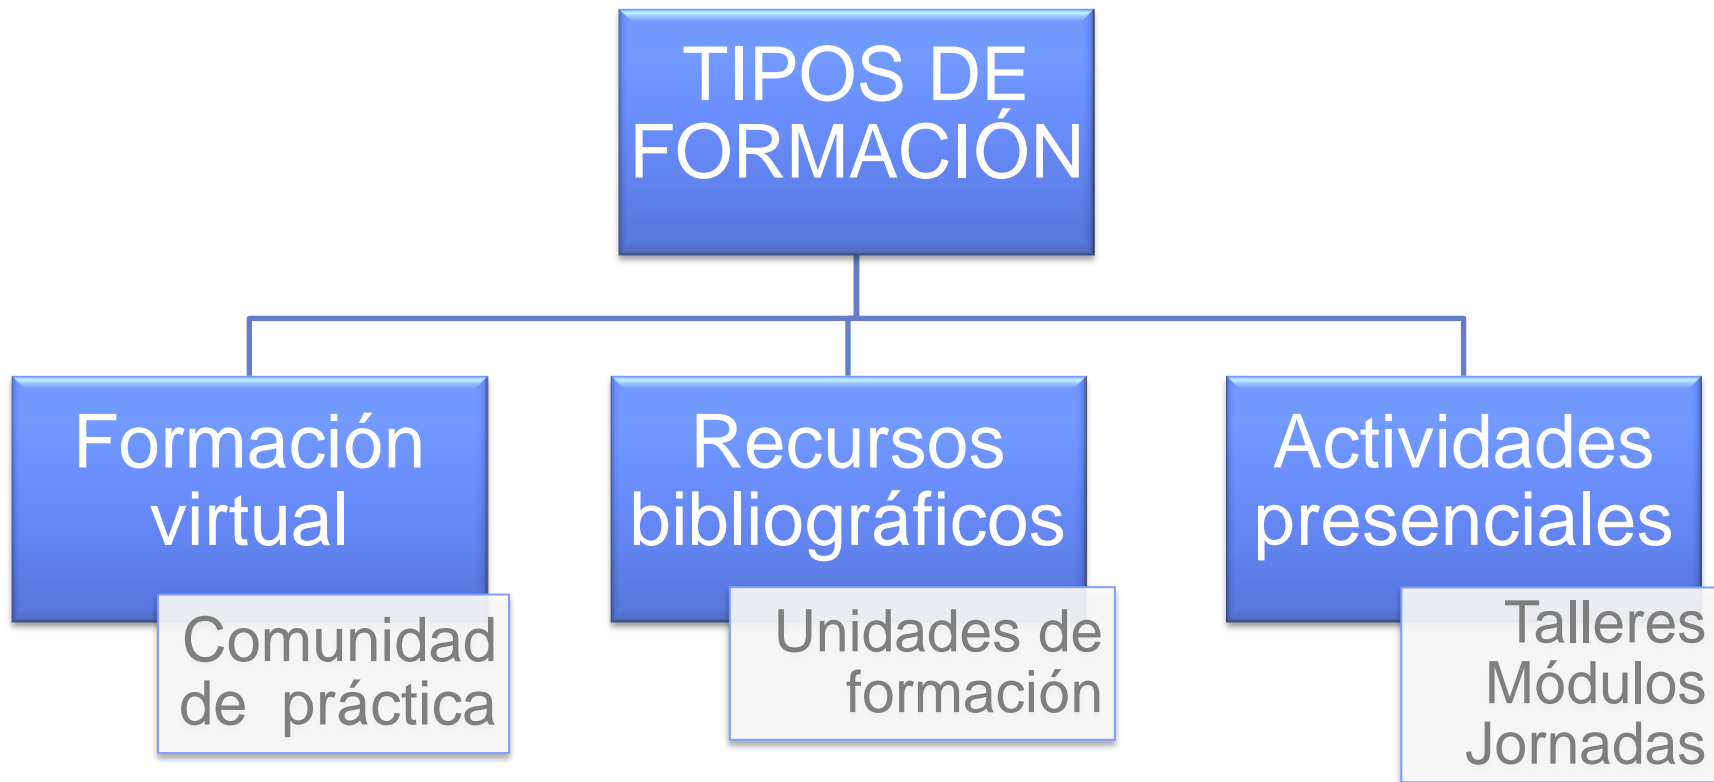 TIPOS DE
FORMACIÓN
Formación
virtual
Comunidad
de práctica
Recursos
bibliográficos
Unidades de
formación
Actividades
presenciales
Talleres
Módulos
Jornadas